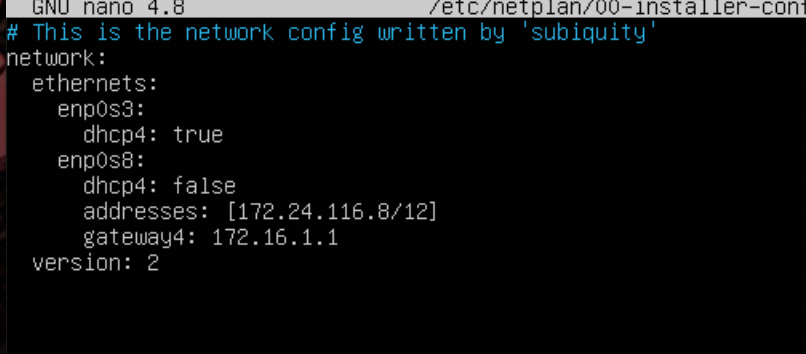 GNU nano 4.8 /etc/netplan/00-installer-conf
# This is the network config written by 'subiquity'
network:
  ethernets:
    enp0s3:
      dhcp4: true
    enp0s8:
      dhcp4: false
      addresses: [172.24.116.8/12]
      gateway4: 172.16.1.1
  version: 2